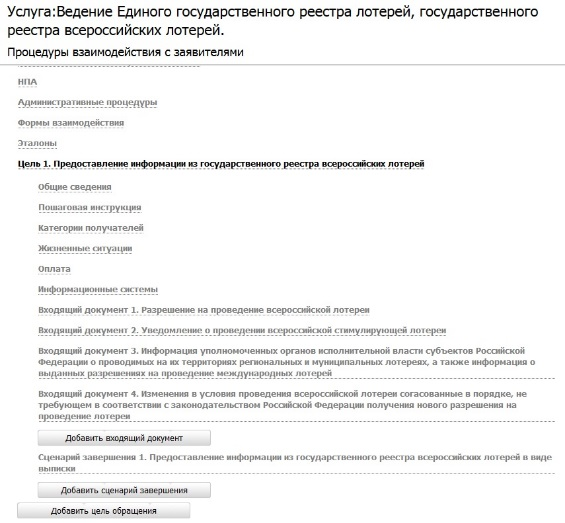 Услуга:Ведение Единого государственного реестра лотерей, государственного
реестра всероссийских лотерей.
Процедуры взаимодействия с заявителями
НПА
Административные процедуры
Формы взаимодействия
Эталоны
Цель 1. Предоставление информации из государственного реестра всероссийских лотерей
Общие сведения
Пошаговая инструкция
Категории получателей
Жизненные ситуации
Оплата
Информационные системы
Входящий документ 1. Разрешение на проведение всероссийской лотереи
Входящий документ 2. Уведомление о проведении всероссийской стимулирующей лотереи
Входящий документ 3. Информация уполномоченных органов исполнительной власти субъектов Российской
Федерации о проводимых на их территориях региональных и муниципальных лотереях, а также информация о
выданных разрешениях на проведение международных лотерей
Входящий документ 4. Изменения в условия проведения всероссийской лотереи согасованные в порядке, не
требующем в соответствии с законодательством Российской Федерации получения нового разрешения на
проведение лотереи
Добавить входящий документ
Сценарий завершения 1. Предоставление информации из государственного реестра всероссийских лотерей в виде
выписки
Добавить сценарий завершения
Добавить цель обращения